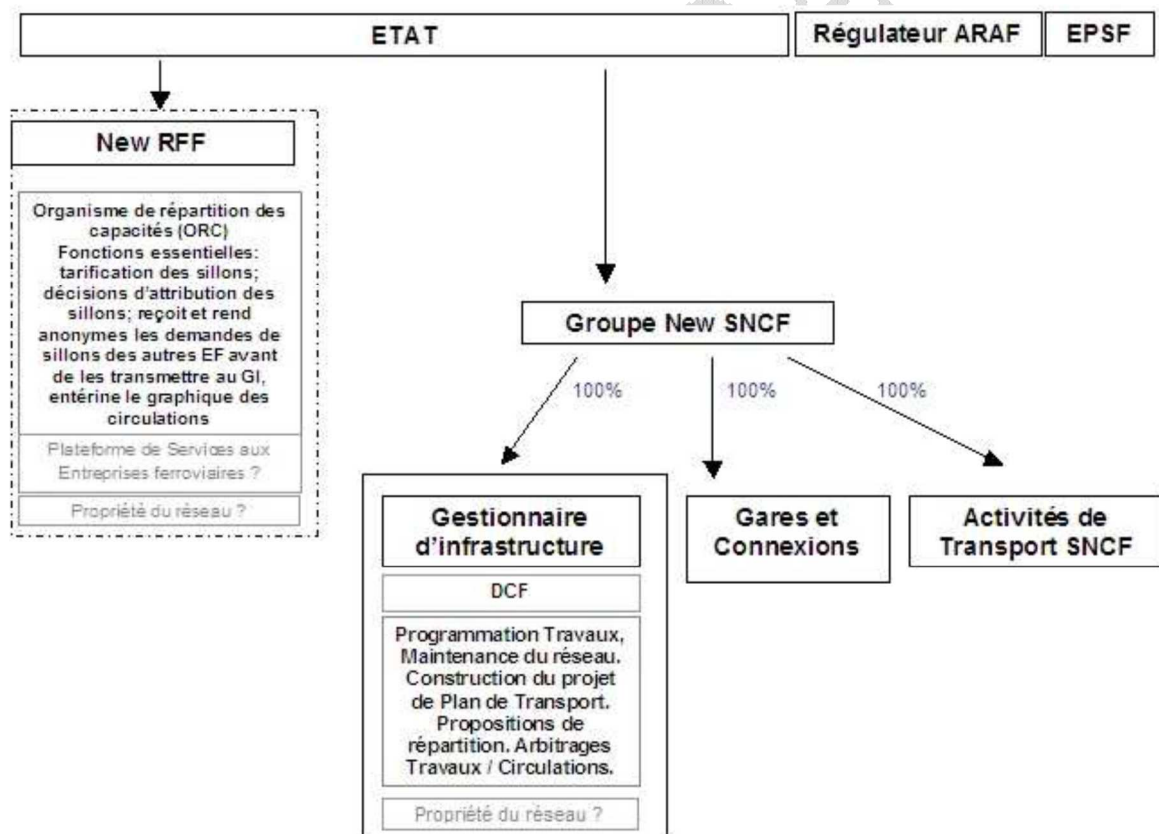 ETAT
Régulateur ARAF
EPSF
New RFF
Organisme de répartition des
capacités (ORC)
Fonctions essentielles:
tarification des sillons;
décisions d'attribution des
sillons; reçoit et rend
anonymes les demandes de
sillons des autres EF avant
de les transmettre au GI,
entérine le graphique des
circulations
Plateforme de Services aux
Entreprises ferroviaires ?
Propriété du réseau ?
Groupe New SNCF
100%
100%
100%
Gestionnaire
d'infrastructure
DCF
Programmation Travaux,
Maintenance du réseau.
Construction du projet
de Plan de Transport.
Propositions de
répartition. Arbitrages
Travaux / Circulations.
Propriété du réseau ?
Gares et
Connexions
Activités de
Transport SNCF